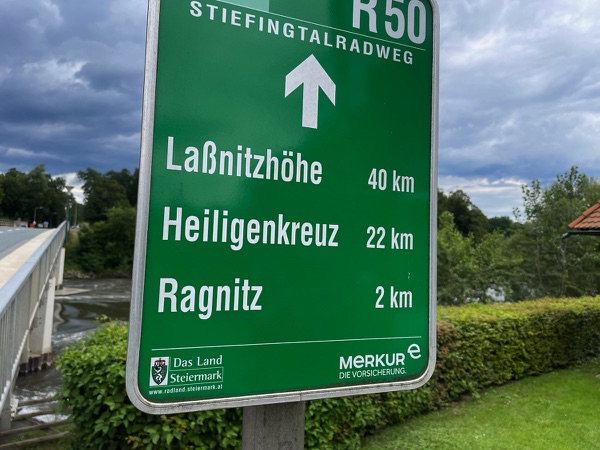 R50
STIEFINGTALRADWEG
Laßnitzhöhe 40 km
Heiligenkreuz 22 km
Ragnitz 2 km
Das Land
Steiermark
www.radland.steiermark.at
MERKUR
DIE VORSICHERUNG.